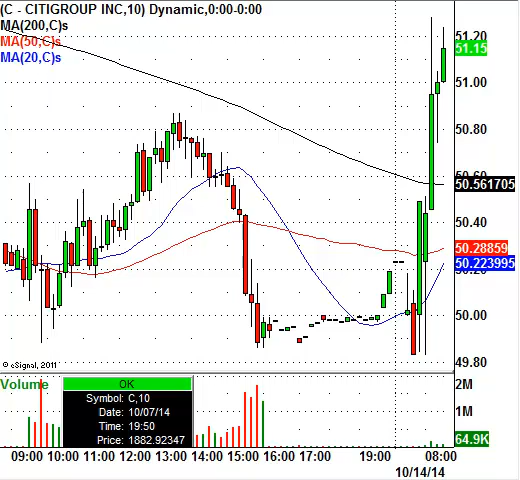 (C - CITIGROUP INC,10) Dynamic,0:00-0:00
MA(200,C)s
MA(50,C)s
MA(20,C)s
51.20
51.15
51.00
50.80
50.60
50.561705
50.40
50.28859
50.223995
50.20
50.00
49.80
© eSignal, 2011
Volume
OK
Symbol: C,10
Date: 10/07/14
Time: 19:50
Price: 1882.92347
2M
1M
64.9K
09:00 10:00 11:00 12:00 13:00 14:00 15:00 16:00 17:00 19:00 08:00
10/14/14